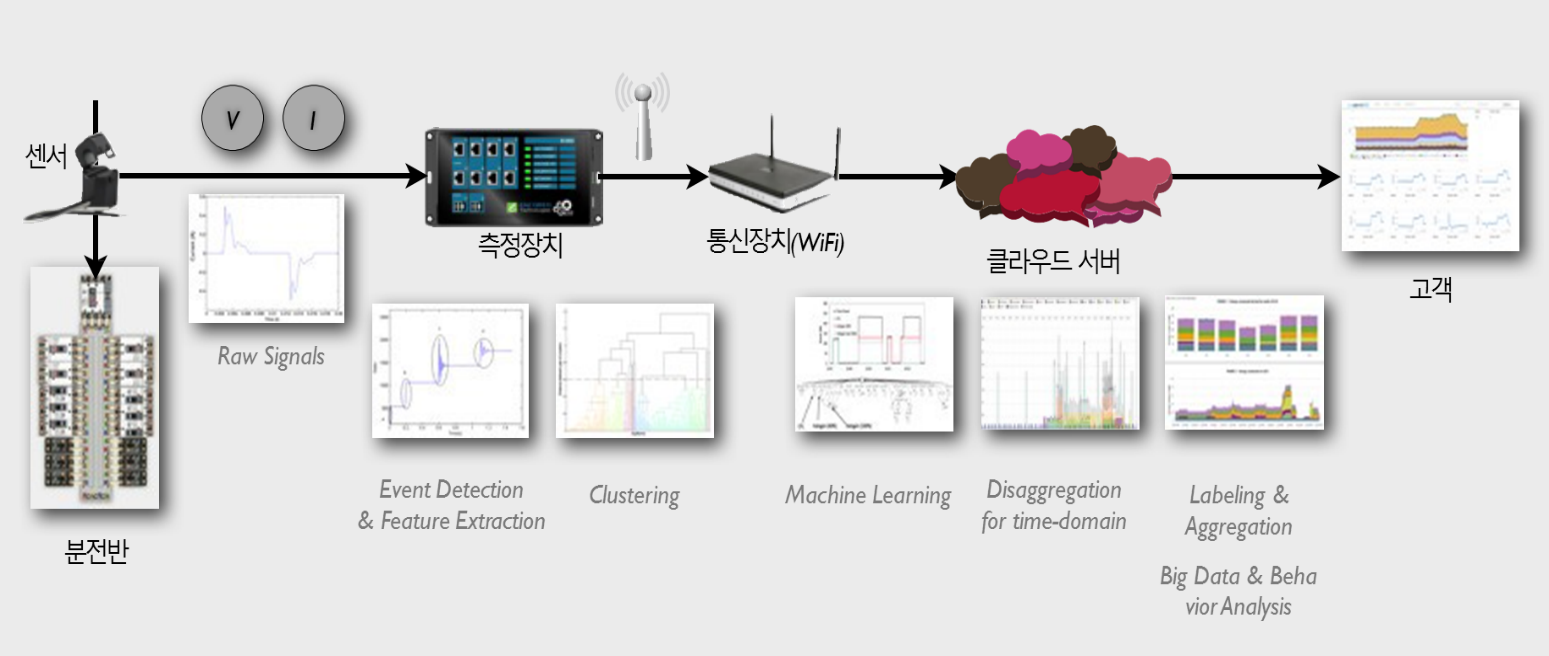 센서
V
I
측정장치
통신장치(WiFi)
클라우드 서버
고객
분전반
Raw Signals
Event Detection
& Feature Extraction
Clustering
Machine Learning
Disaggregation
for time-domain
Labeling &
Aggregation
Big Data & Beha
vior Analysis